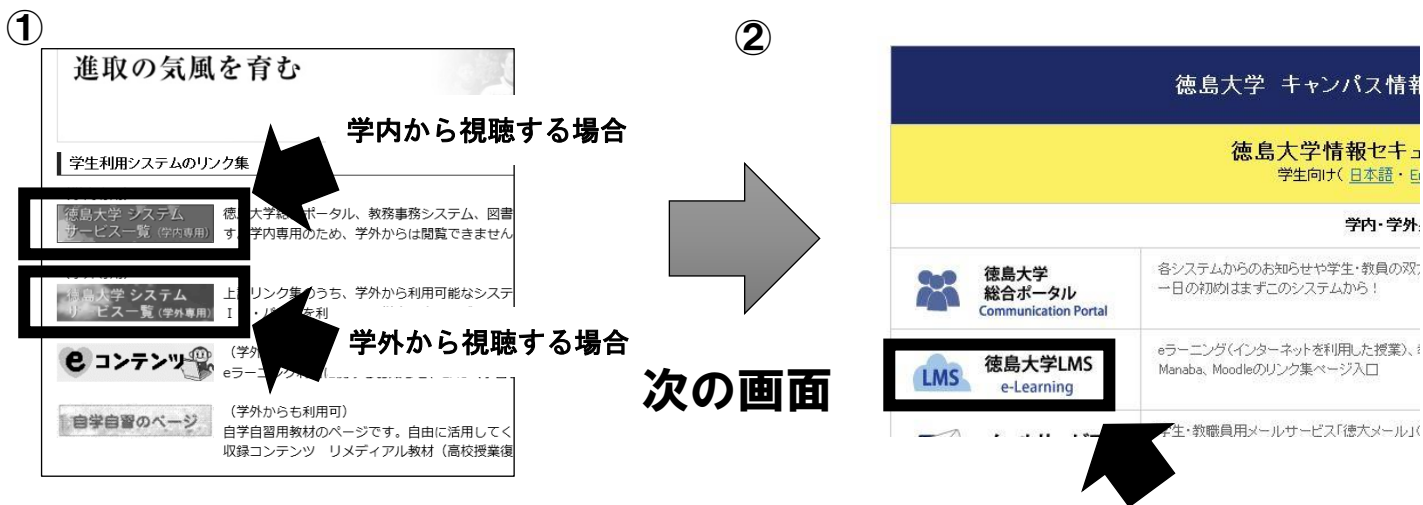 ①
進取の気風を育む
学内から視聴する場合
学生利用システムのリンク集
徳島大学 システム
サービス一覧(学内専用)
ポータル、教務事務システム、図書
す。学内専用のため、学外からは閲覧できません
大学 システム
ビス一覧(学外専用)
リンク集のうち、学外から利用可能なシステ
学外から視聴する場合
eコンテンツ
自学自習のページ
(学外からも利用可)
自学自習用教材のページです。自由に活用してく
収録コンテンツ リメディアル教材(高校授業復
次の画面
②
徳島大学 キャンパス情報
徳島大学情報セキュ
学生向け( 日本語・
学内・学外
徳島大学
総合ポータル
Communication Portal
各システムからのお知らせや学生・教員の双方
一日の初めはまずこのシステムから!
LMS
徳島大学LMS
e-Learning
eラーニング(インターネットを利用した授業)、
Manaba、Moodleのリンク集ページ入口
学生・教職員用メールサービス「徳大メール」